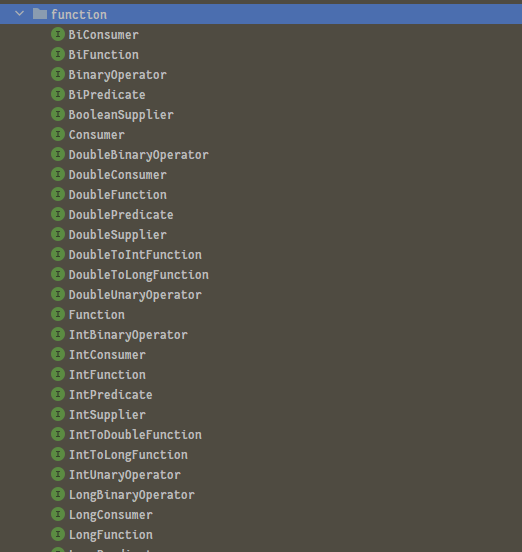 function
I BiConsumer
I BiFunction
I BinaryOperator
I BiPredicate
I BooleanSupplier
I Consumer
I DoubleBinaryOperator
I DoubleConsumer
I DoubleFunction
I DoublePredicate
I DoubleSupplier
I DoubleToIntFunction
I DoubleToLongFunction
I DoubleUnaryOperator
I Function
I IntBinaryOperator
I IntConsumer
I IntFunction
I IntPredicate
I IntSupplier
I IntToDoubleFunction
I IntToLongFunction
I IntUnaryOperator
I LongBinaryOperator
I LongConsumer
I LongFunction